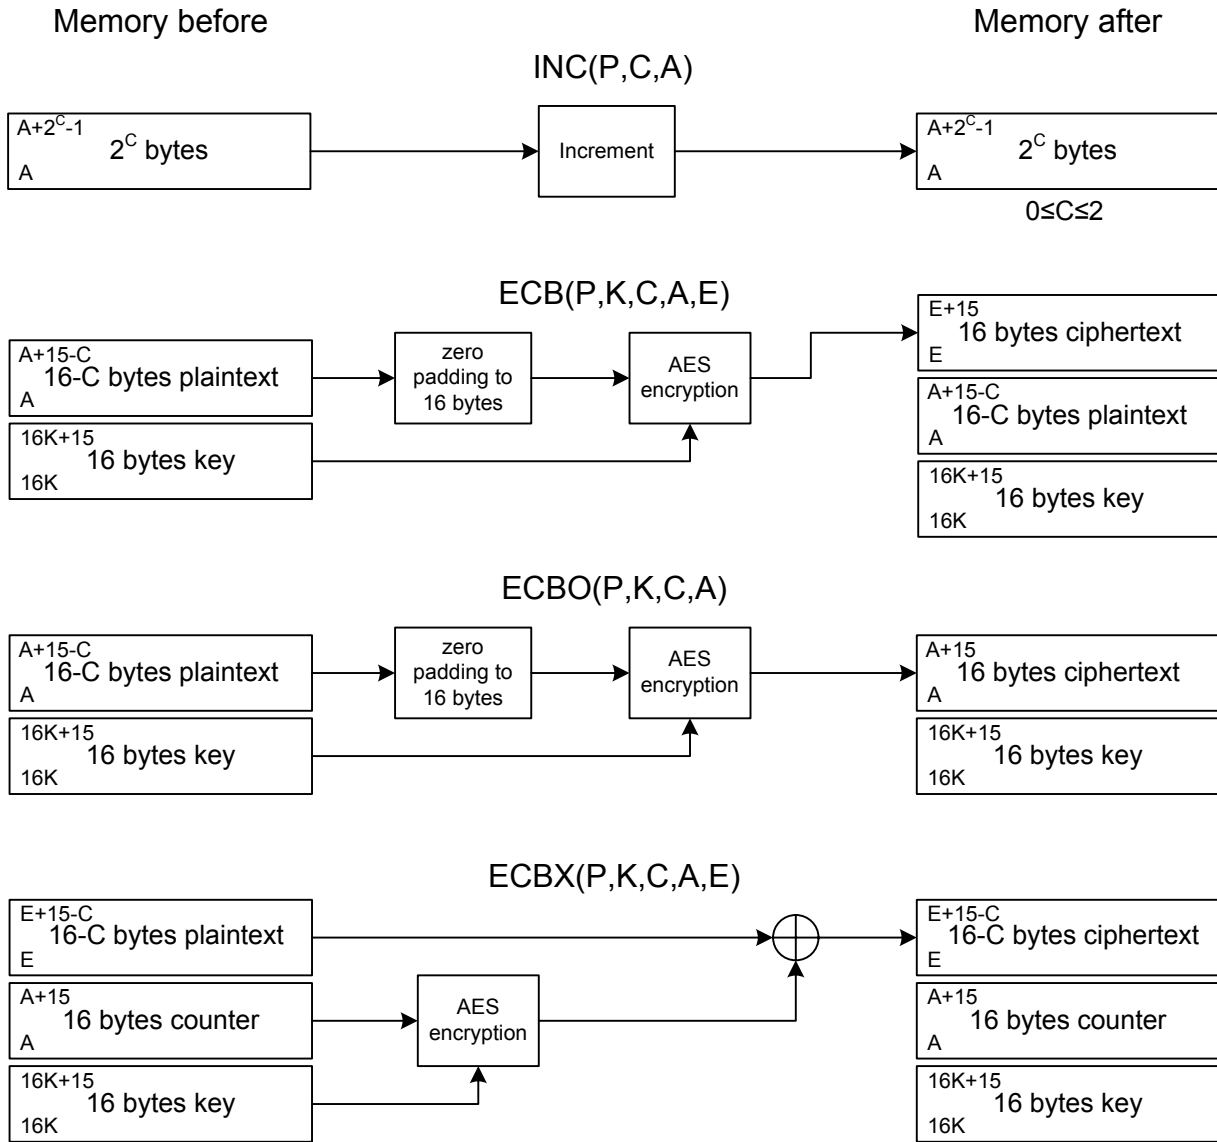 Memory before
Memory after
INC(P,C,A)
A+2^C-1
2^C bytes
A
Increment
A+2^C-1
2^C bytes
A
0≤C≤2
ECB(P,K,C,A,E)
A+15-C
16-C bytes plaintext
A
16K+15
16 bytes key
16K
zero
padding to
16 bytes
AES
encryption
E+15
16 bytes ciphertext
E
A+15-C
16-C bytes plaintext
A
16K+15
16 bytes key
16K
ECBO(P,K,C,A)
A+15-C
16-C bytes plaintext
A
16K+15
16 bytes key
16K
zero
padding to
16 bytes
AES
encryption
A+15
16 bytes ciphertext
A
16K+15
16 bytes key
16K
ECBX(P,K,C,A,E)
E+15-C
16-C bytes plaintext
E
A+15
16 bytes counter
A
16K+15
16 bytes key
16K
AES
encryption
E+15-C
16-C bytes ciphertext
E
A+15
16 bytes counter
A
16K+15
16 bytes key
16K